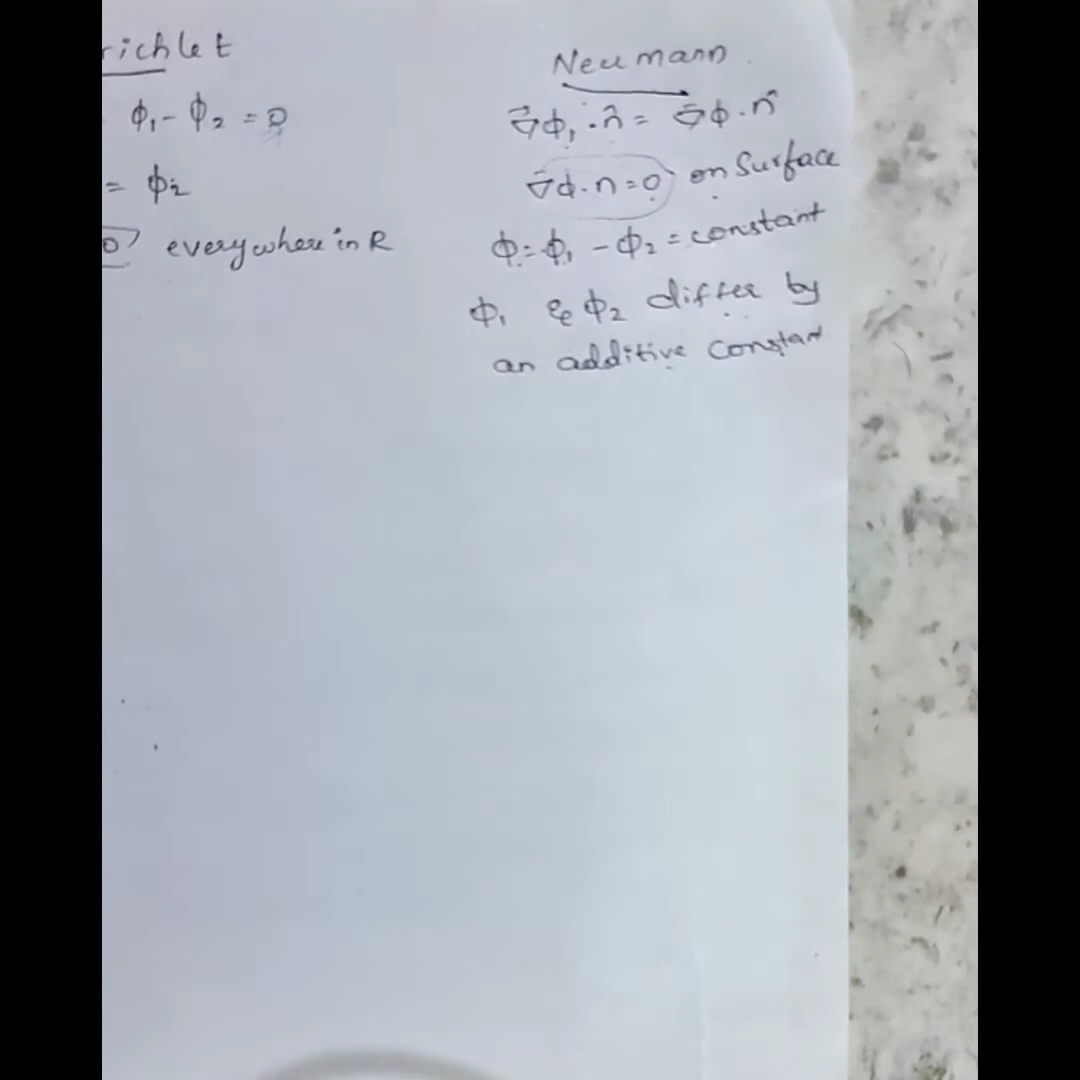 richlet
ϕ₁ - ϕ₂ = 0
= ϕ₂
0 everywhere in R
Neumann
∇⃗ϕ₁ · n̂ = ∇⃗ϕ · n̂
∇⃗ϕ . n = 0 on Surface
ϕ = ϕ₁ - ϕ₂ = constant
ϕ₁ & ϕ₂ differ by
an additive constant